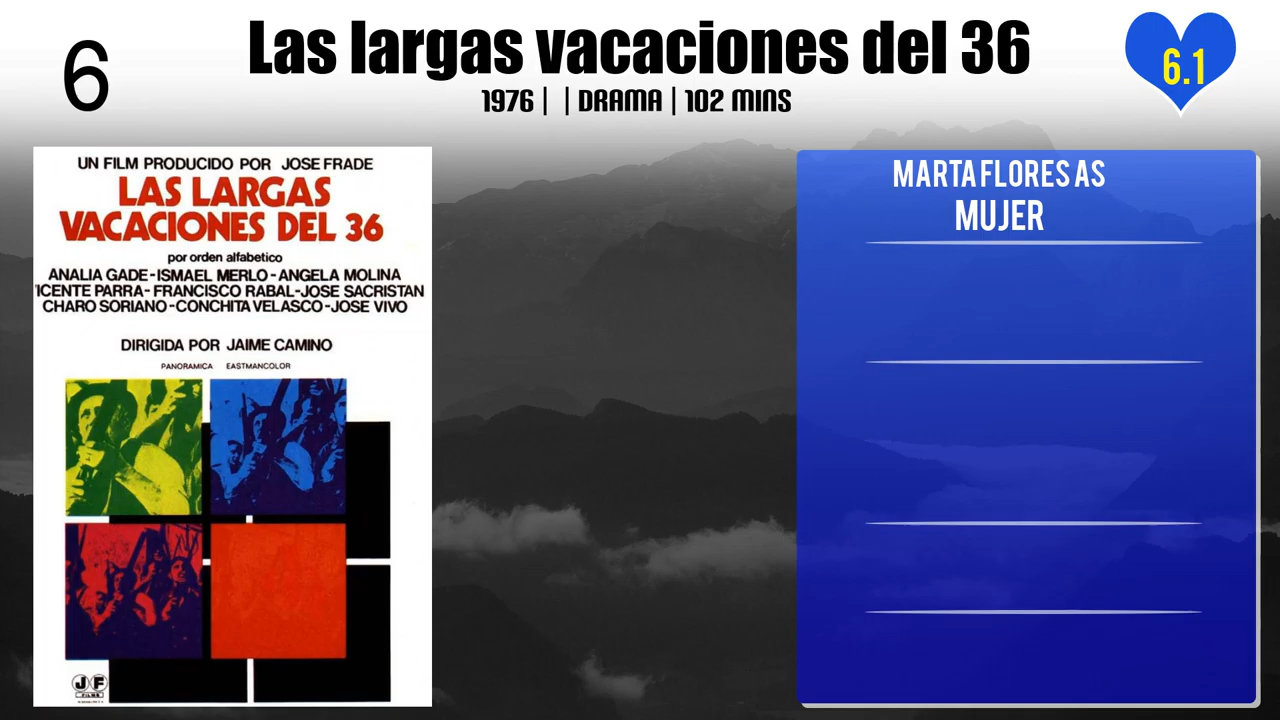 6
Las largas vacaciones del 36
1976 | | DRAMA | 102 MINS
6.1
UN FILM PRODUCIDO POR JOSE FRADE
LAS LARGAS
VACACIONES DEL 36
por orden alfabetico
ANALIA GADE-ISMAEL MERLO-ANGELA MOLINA
ICENTE PARRA-FRANCISCO RABAL-JOSE SACRISTAN
CHARO SORIANO-CONCHITA VELASCO-JOSE VIVO
DIRIGIDA POR JAIME CAMINO
PANORAMICA EASTMANCOLOR
JF
FILMS
MARTA FLORES AS
MUJER